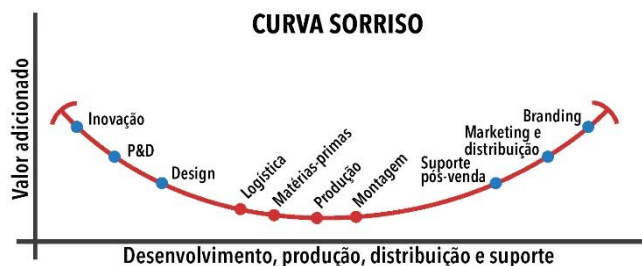 CURVA SORRISO
Valor adicionado
Inovação
P&D
Design
Logística
Matérias-primas
Produção
Montagem
Suporte
pós-venda
Marketing e
distribuição
Branding
Desenvolvimento, produção, distribuição e suporte